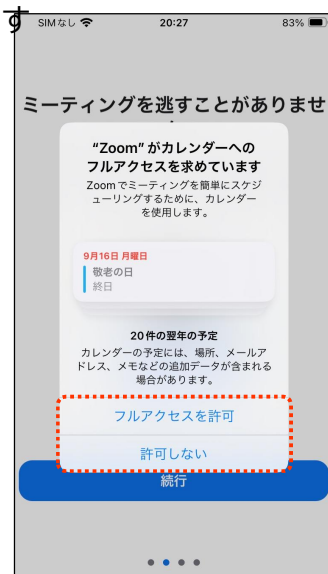 す
SIMなし 20:27 83%
ミーティングを逃すことがありませ
“Zoom”がカレンダーへの
フルアクセスを求めています
Zoomでミーティングを簡単にスケジ
ューリングするために、カレンダー
を使用します。
9月16日 月曜日
敬老の日
終日
20件の翌年の予定
カレンダーの予定には、場所、メールア
ドレス、メモなどの追加データが含まれる
場合があります。
フルアクセスを許可
許可しない
続行